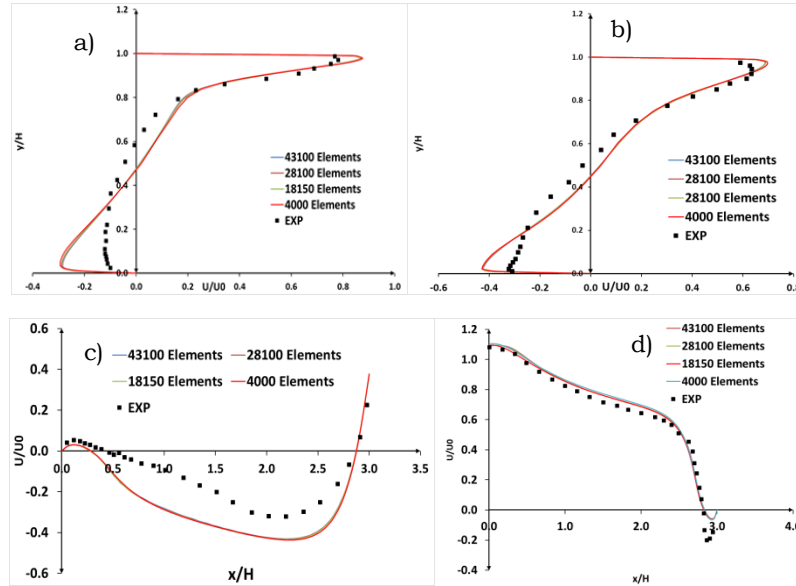 a)
1.2
1.0
0.8
0.6
0.4
0.2
0.0
y/H
-0.4
-0.2
0.0
0.2
0.4
0.6
0.8
1.0
U/U0
43100 Elements
28100 Elements
18150 Elements
4000 Elements
EXP
b)
1.2
1.0
0.8
0.6
0.4
0.2
0.0
y/H
-0.6
-0.4
-0.2
0.0
0.2
0.4
0.6
0.8
U/U0
43100 Elements
28100 Elements
28100 Elements
4000 Elements
EXP
c)
0.6
0.4
0.2
0.0
-0.2
-0.4
-0.6
U/U0
0.0
0.5
1.0
1.5
2.0
2.5
3.0
3.5
x/H
43100 Elements
28100 Elements
18150 Elements
4000 Elements
EXP
d)
1.2
1.0
0.8
0.6
0.4
0.2
0.0
-0.2
-0.4
U/U0
0.0
1.0
2.0
3.0
4.0
x/H
43100 Elements
28100 Elements
18150 Elements
4000 Elements
EXP